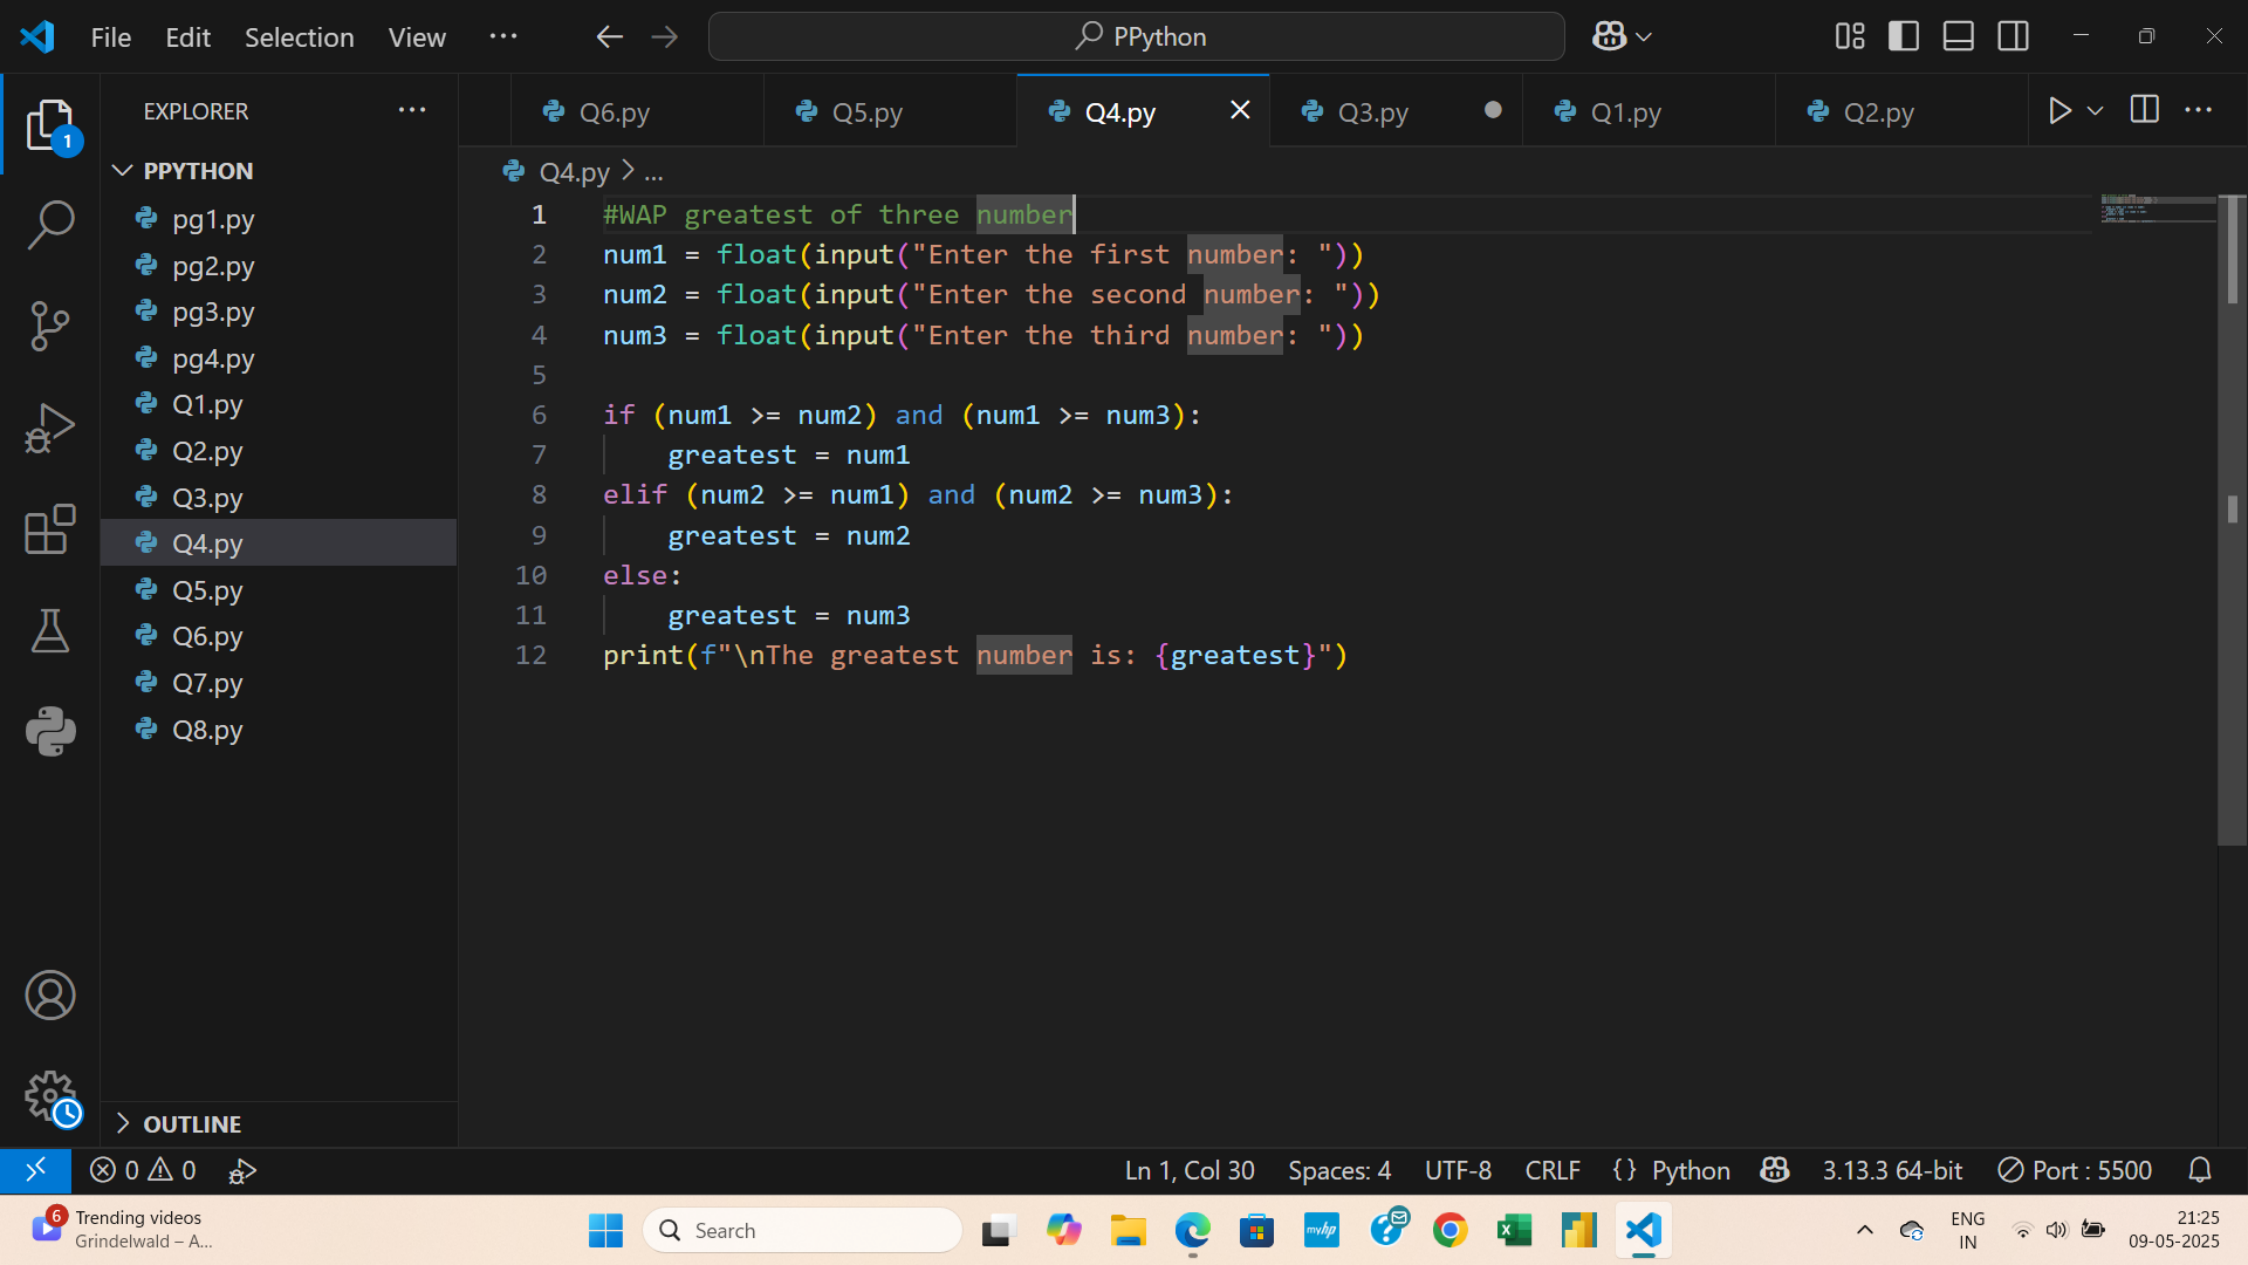 File Edit Selection View ··· PPython
EXPLORER ···
Q6.py Q5.py Q4.py Q3.py Q1.py Q2.py
1
PPYTHON
Q4.py > ...
pg1.py
pg2.py
pg3.py
pg4.py
Q1.py
Q2.py
Q3.py
Q4.py
Q5.py
Q6.py
Q7.py
Q8.py
1 #WAP greatest of three number
2 num1 = float(input("Enter the first number: "))
3 num2 = float(input("Enter the second number: "))
4 num3 = float(input("Enter the third number: "))
5
6 if (num1 >= num2) and (num1 >= num3):
7     greatest = num1
8 elif (num2 >= num1) and (num2 >= num3):
9     greatest = num2
10 else:
11     greatest = num3
12 print(f"\nThe greatest number is: {greatest}")
OUTLINE
0 0 Ln 1, Col 30 Spaces: 4 UTF-8 CRLF {} Python 3.13.3 64-bit Port : 5500
6 Trending videos
Grindelwald – A...
Search
myhp
ENG
IN
21:25
09-05-2025